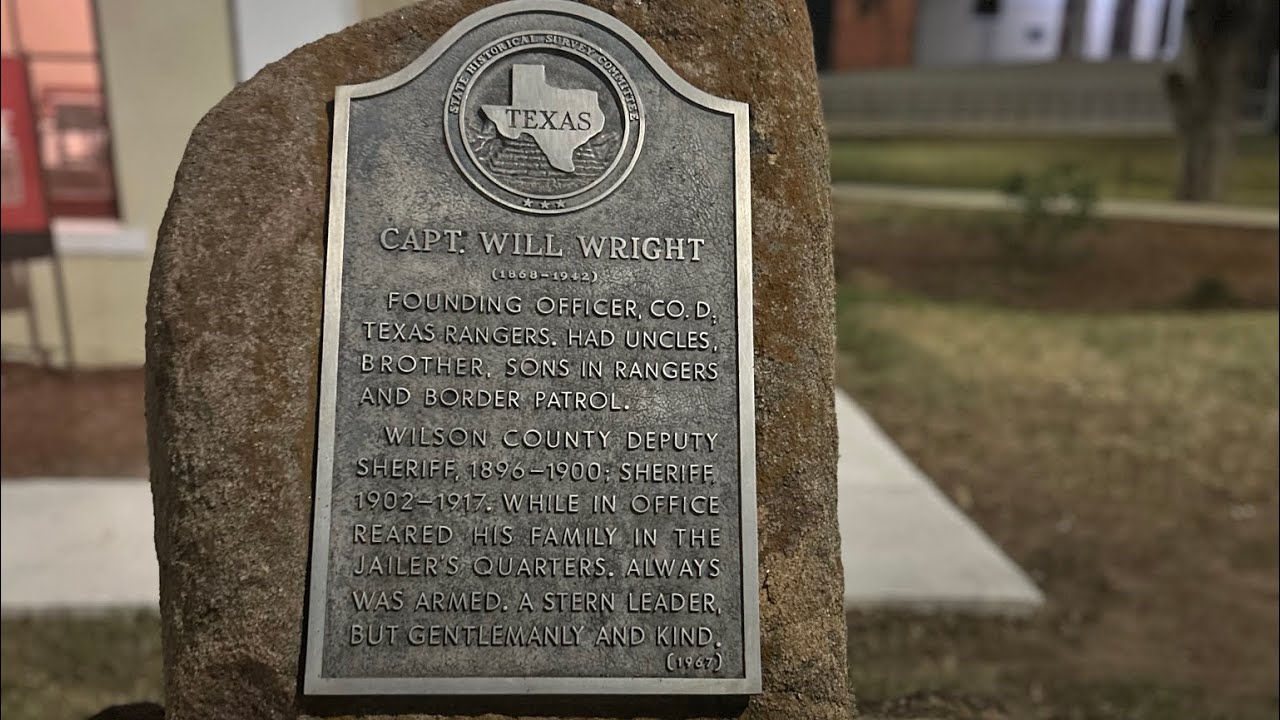 STATE HISTORICAL SURVEY COMMITTEE
TEXAS
CAPT. WILL WRIGHT
(1868–1942)
FOUNDING OFFICER, CO. D;
TEXAS RANGERS. HAD UNCLES,
BROTHER, SONS IN RANGERS
AND BORDER PATROL.
WILSON COUNTY DEPUTY
SHERIFF, 1896–1900; SHERIFF,
1902–1917. WHILE IN OFFICE
REARED HIS FAMILY IN THE
JAILER'S QUARTERS. ALWAYS
WAS ARMED. A STERN LEADER,
BUT GENTLEMANLY AND KIND.
(1967)